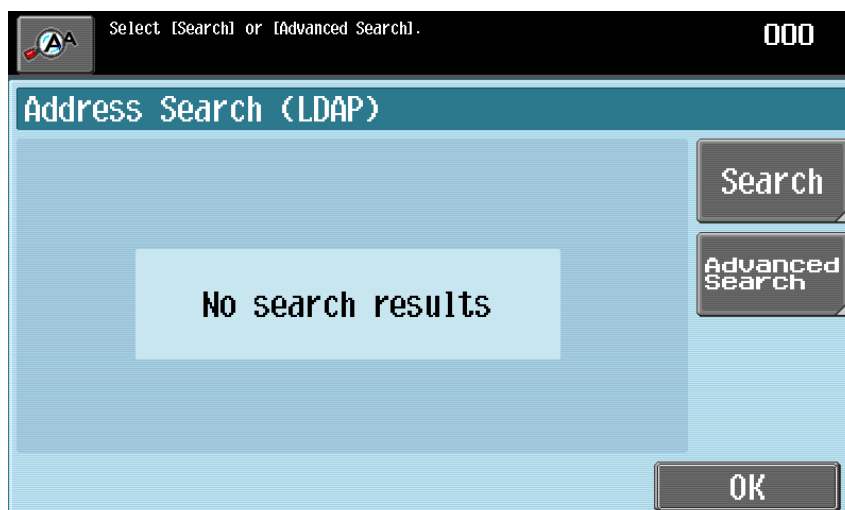 Select [Search] or [Advanced Search].
000
Address Search (LDAP)
Search
Advanced
Search
No search results
OK